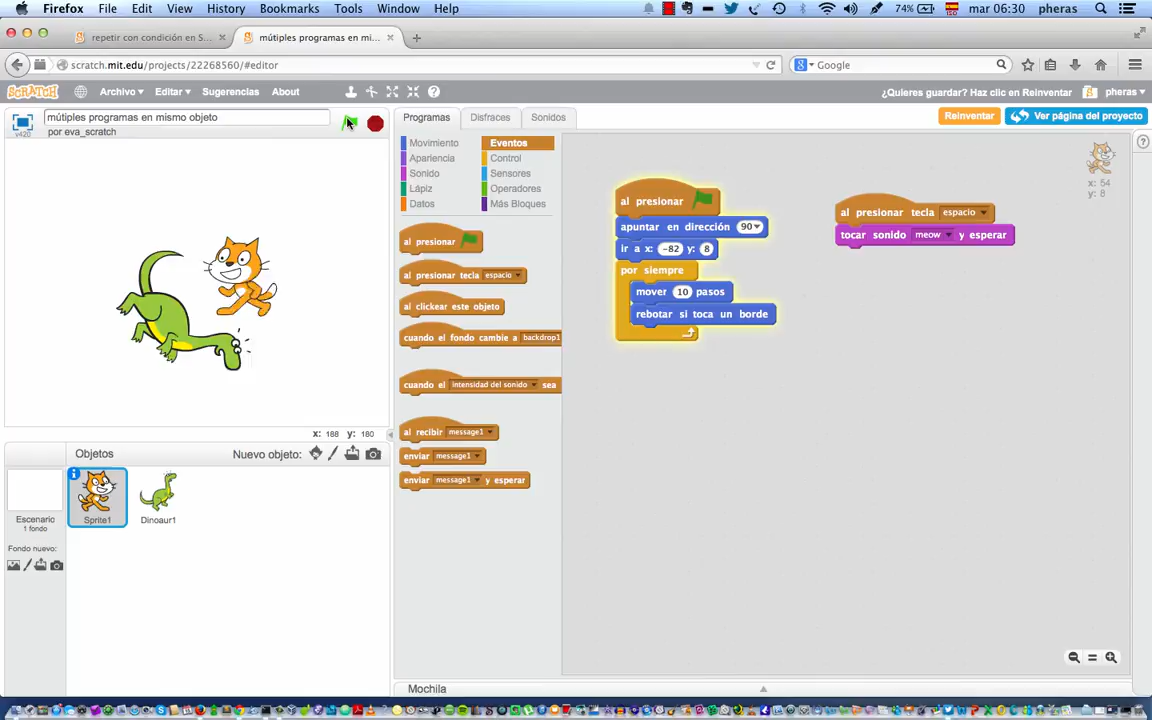 Firefox File Edit View History Bookmarks Tools Window Help 74% mar 06:30 pheras
repetir con condición en S... mútiples programas en mi...
scratch.mit.edu/projects/22268560/#editor Google
SCRATCH Archivo Editar Sugerencias About ¿Quieres guardar? Haz clic en Reinventar pheras
mútiples programas en mismo objeto
por eva_sratch
v420
Programas Disfraces Sonidos
Reinventar Ver página del proyecto
Movimiento Eventos
Apariencia Control
Sonido Sensores
Lápiz Operadores
Datos Más Bloques
al presionar
al presionar tecla espacio
al clickear este objeto
cuando el fondo cambie a backdrop1
cuando el intensidad del sonido sea
al recibir message1
enviar message1
enviar message1 y esperar
al presionar
apuntar en dirección 90
ir a x: -82 y: 8
por siempre
mover 10 pasos
rebotar si toca un borde
al presionar tecla espacio
tocar sonido meow y esperar
x: 54
y: 8
x: 188 y: 180
Objetos Nuevo objeto:
Escenario
1 fondo
Fondo nuevo:
Sprite1
Dinoaur1
Mochila